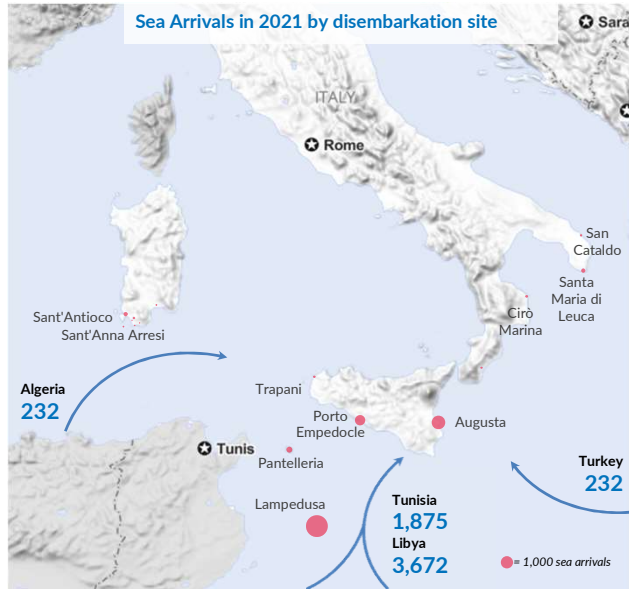 Sea Arrivals in 2021 by disembarkation site
Sara
ITALY
Rome
San
Cataldo
Santa
Maria di
Leuca
Cirò
Marina
Sant'Antioco
Sant'Anna Arresi
Algeria
232
Trapani
Porto
Empedocle
Augusta
Tunis
Pantelleria
Turkey
232
Lampedusa
Tunisia
1,875
Libya
3,672
= 1,000 sea arrivals